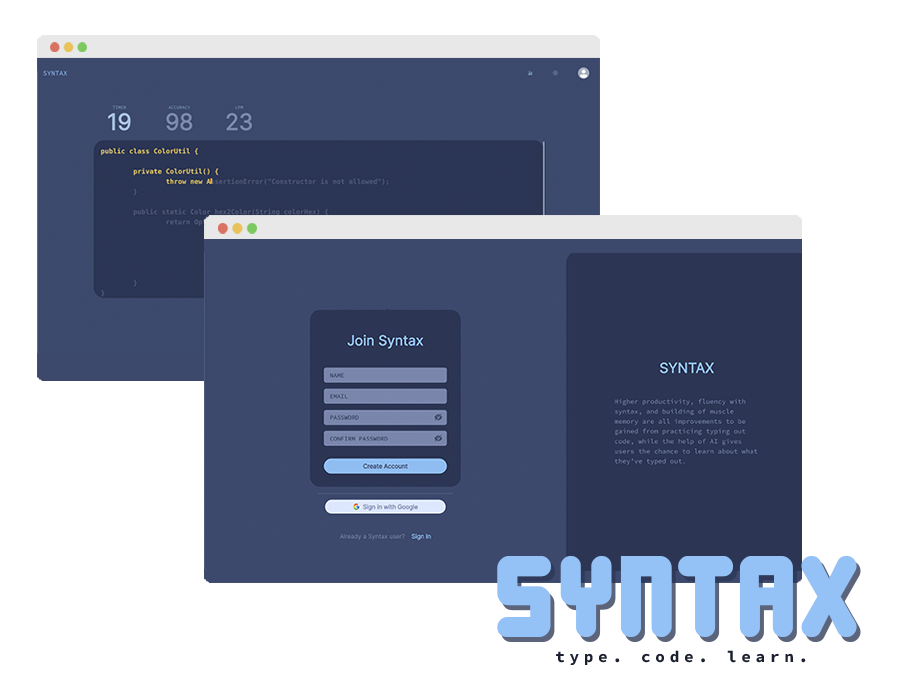 SYNTAX
TIMER ACCURACY LPM
19 98 23
public class ColorUtil {
private ColorUtil() {
throw new AssertionError("Constructor is not allowed");
}
public static Color hex2Color(String colorHex) {
return Op
}
}
Join Syntax
NAME
EMAIL
PASSWORD
CONFIRM PASSWORD
Create Account
Sign in with Google
Already a Syntax user? Sign In
SYNTAX
Higher productivity, fluency with
syntax, and building of muscle
memory are all improvements to be
gained from practicing typing out
code, while the help of AI gives
users the chance to learn about what
they've typed out.
SYNTAX
type. code. learn.